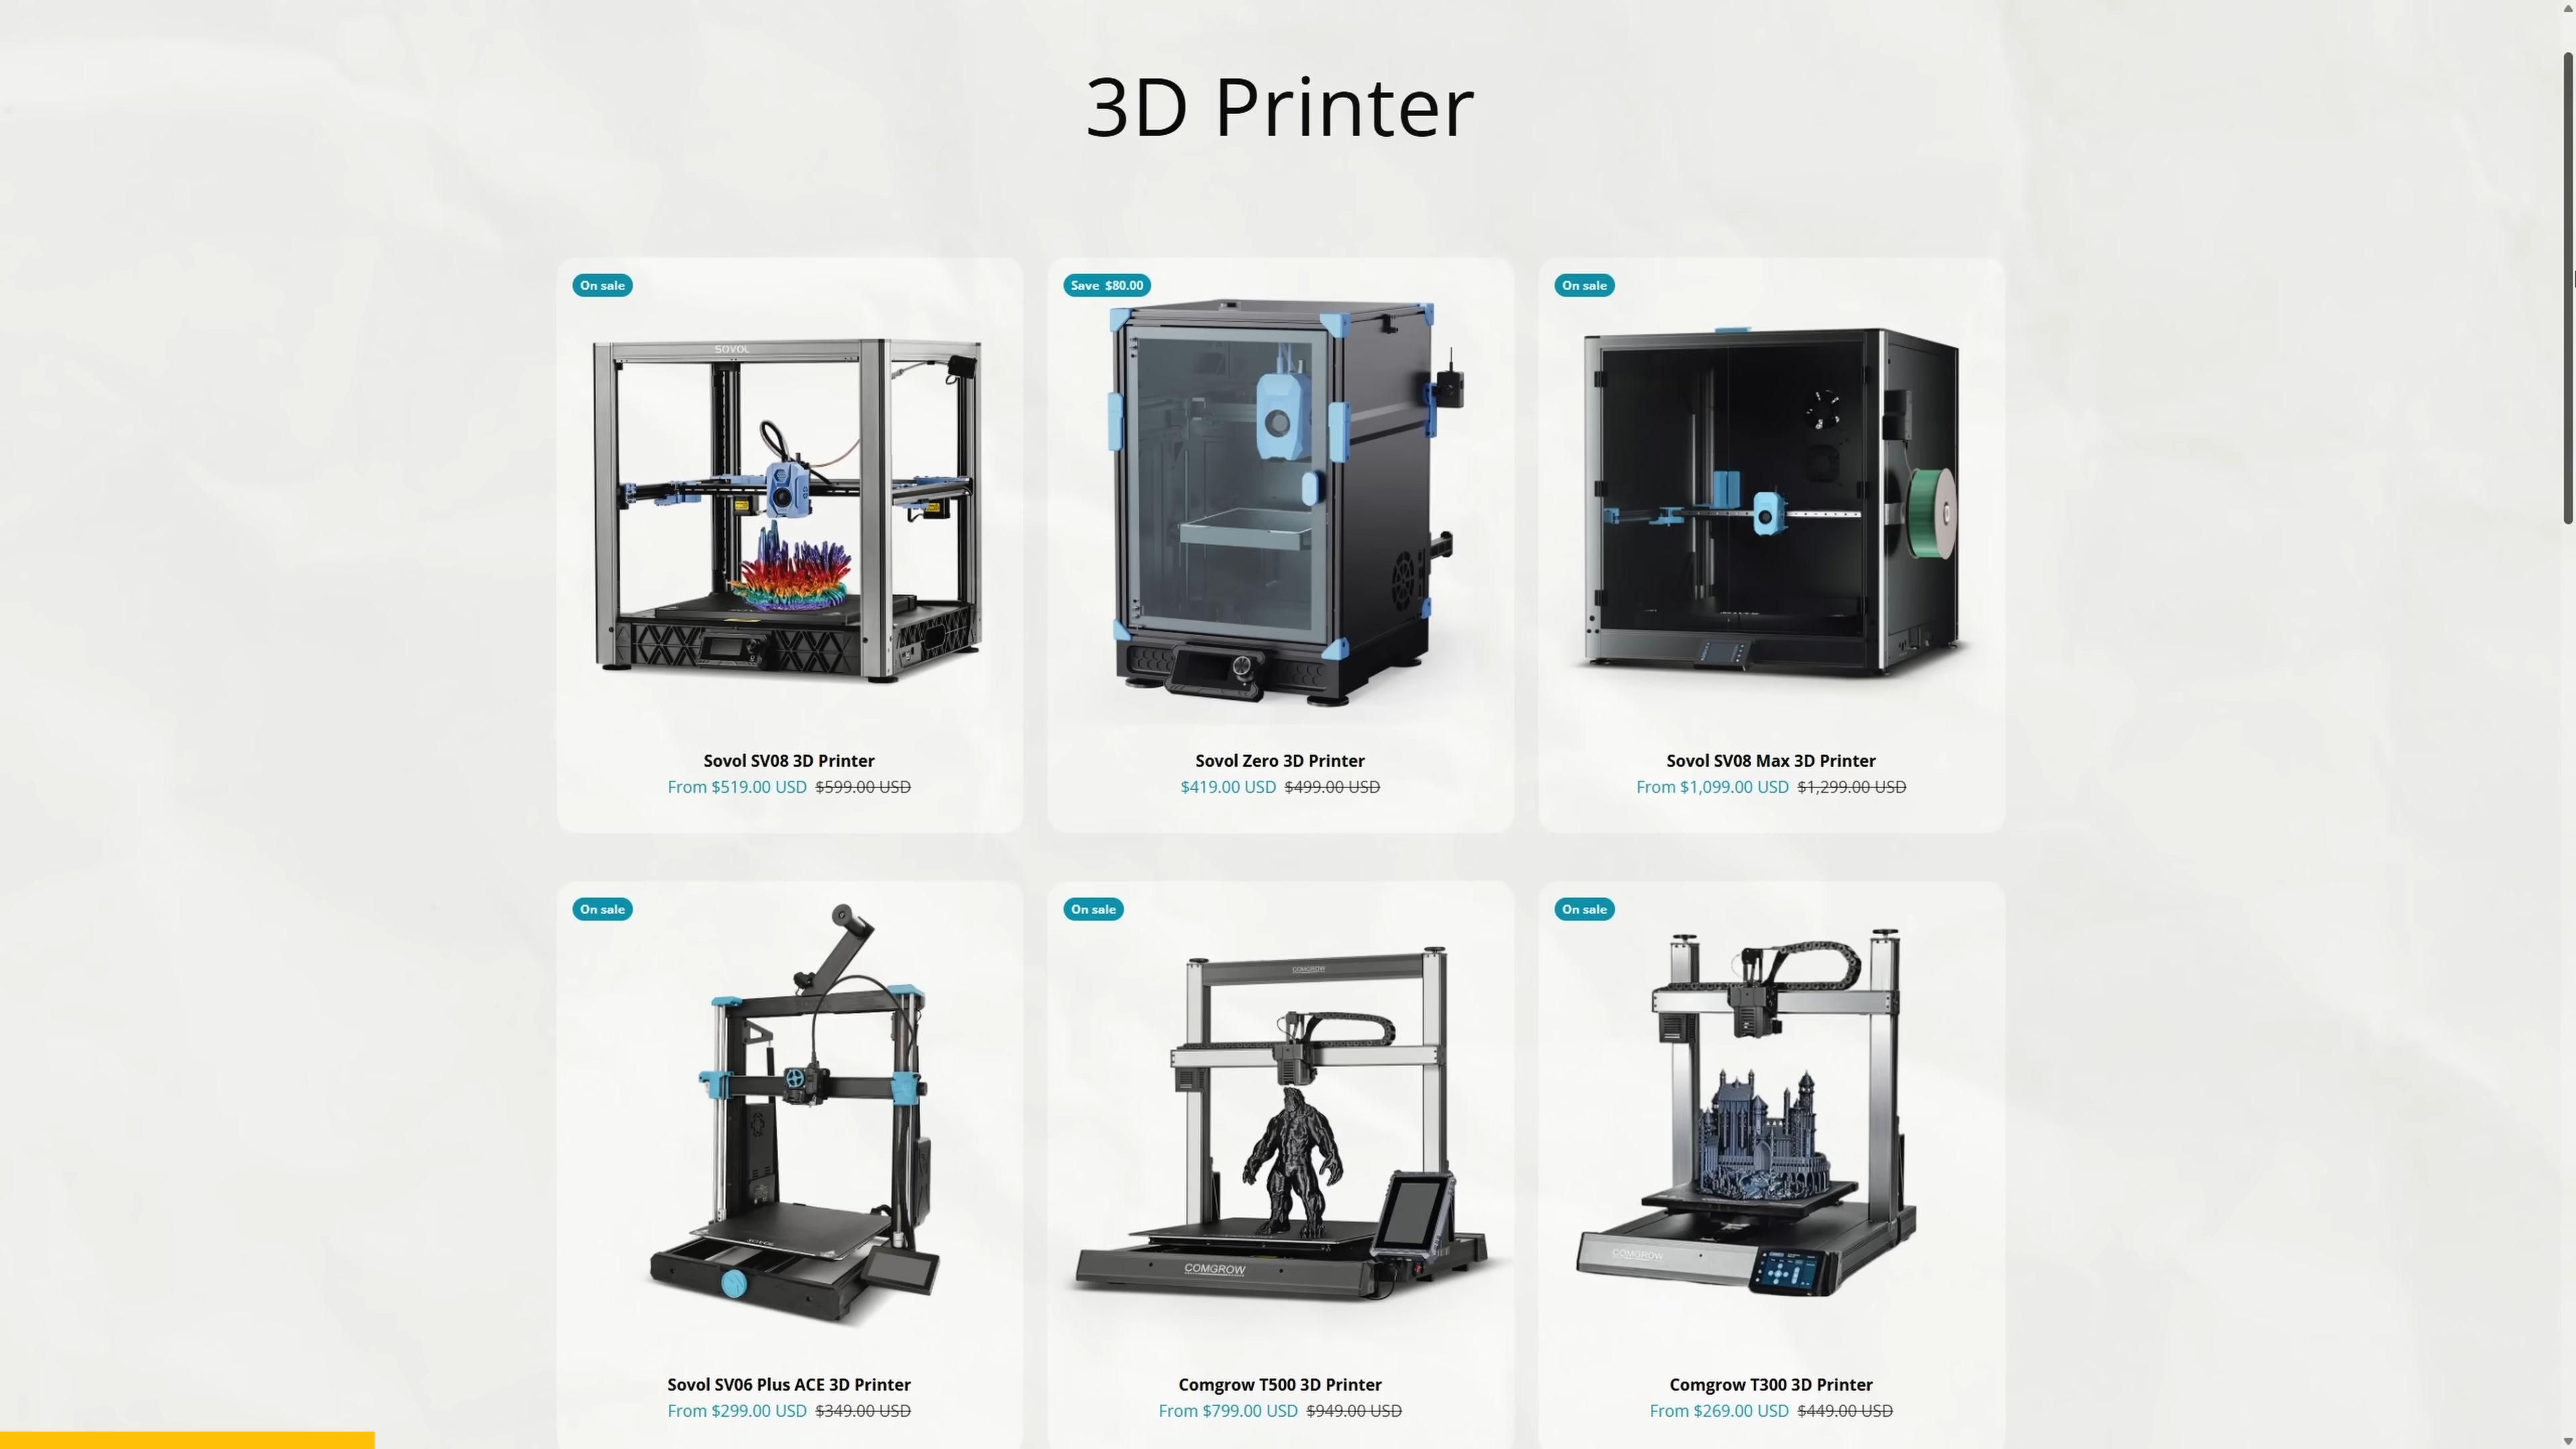 3D Printer
On sale
SOVOL
Sovol SV08 3D Printer
From $519.00 USD $599.00 USD
Save $80.00
Sovol Zero 3D Printer
$419.00 USD $499.00 USD
On sale
Sovol SV08 Max 3D Printer
From $1,099.00 USD $1,299.00 USD
On sale
SOVOL
Sovol SV06 Plus ACE 3D Printer
From $299.00 USD $349.00 USD
On sale
COMGROW
COMGROW
Comgrow T500 3D Printer
From $799.00 USD $949.00 USD
On sale
COMGROW
Comgrow T300 3D Printer
From $269.00 USD $449.00 USD